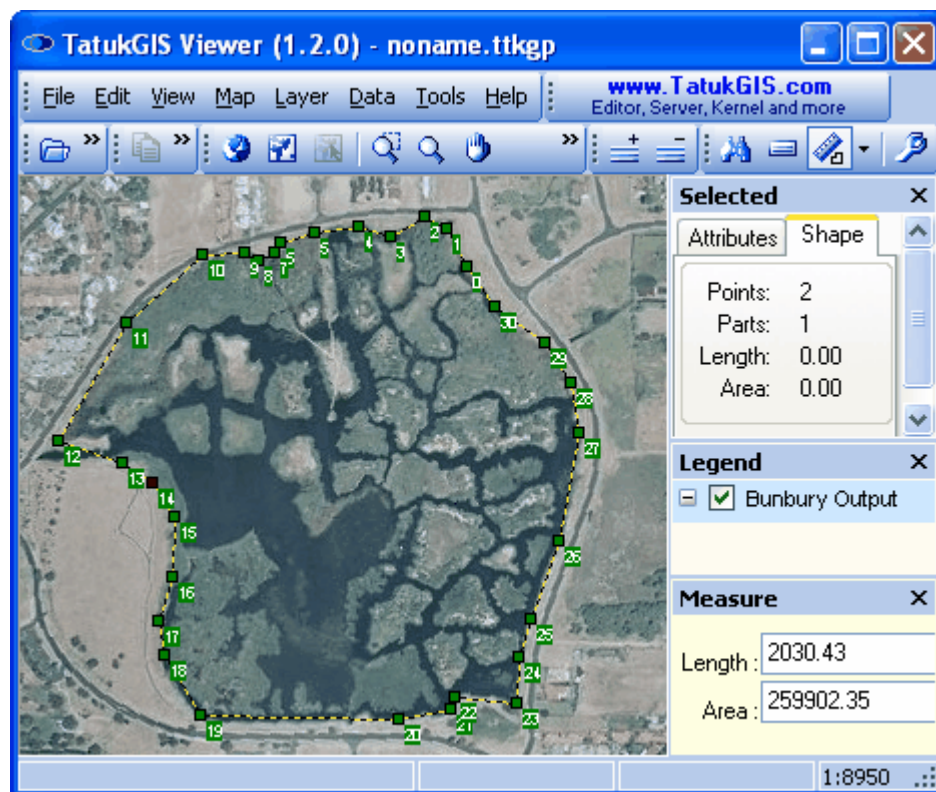 TatukGIS Viewer (1.2.0) - noname.ttkgp
File Edit View Map Layer Data Tools Help
www.TatukGIS.com
Editor, Server, Kernel and more
Selected
Attributes Shape
Points: 2
Parts: 1
Length: 0.00
Area: 0.00
Legend
Bunbury Output
Measure
Length : 2030.43
Area : 259902.35
2
1
4
3
5
0
10
9
8
7
30
11
29
28
12
27
13
14
15
26
16
17
25
18
24
22
23
19
20
21
1:8950